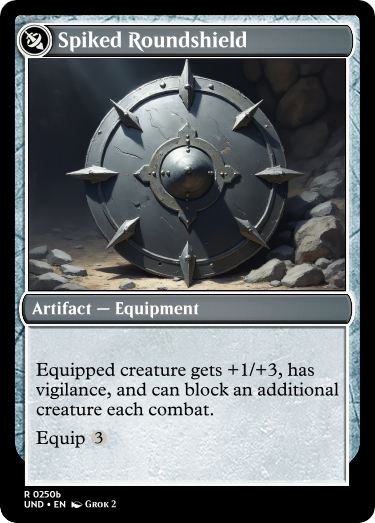 Spiked Roundshield
Artifact — Equipment
Equipped creature gets +1/+3, has
vigilance, and can block an additional
creature each combat.
Equip 3
R 0250b
UND • EN Grok 2